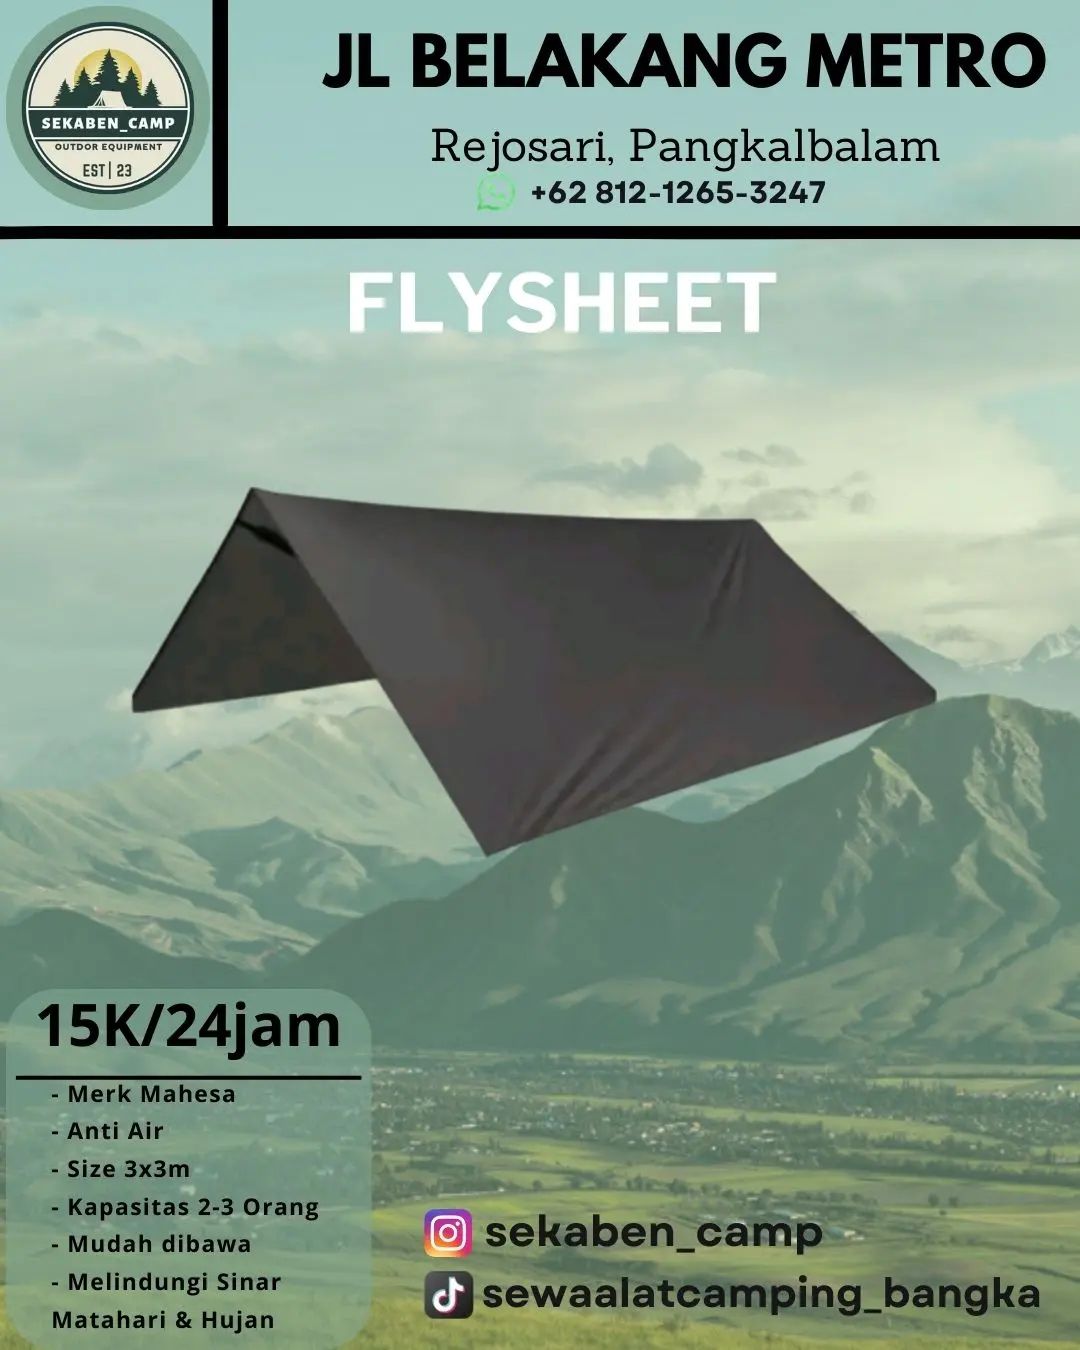 SEKABEN_CAMP
OUTDOR EQUIPMENT
EST| 23
JL BELAKANG METRO
Rejosari, Pangkalbalam
+62 812-1265-3247
FLYSHEET
15K/24jam
- Merk Mahesa
- Anti Air
- Size 3x3m
- Kapasitas 2-3 Orang
- Mudah dibawa
- Melindungi Sinar
Matahari & Hujan
sekaben_camp
sewaalatcamping_bangka